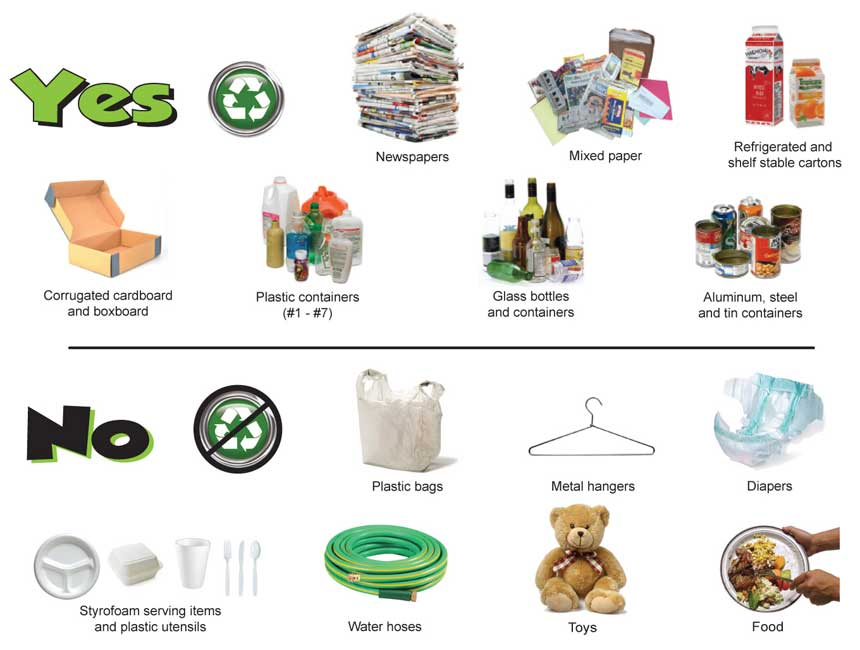 Yes
Newspapers
Mixed paper
Refrigerated and
shelf stable cartons
Corrugated cardboard
and boxboard
Plastic containers
(#1 - #7)
Glass bottles
and containers
Aluminum, steel
and tin containers
No
Plastic bags
Metal hangers
Diapers
Styrofoam serving items
and plastic utensils
Water hoses
Toys
Food